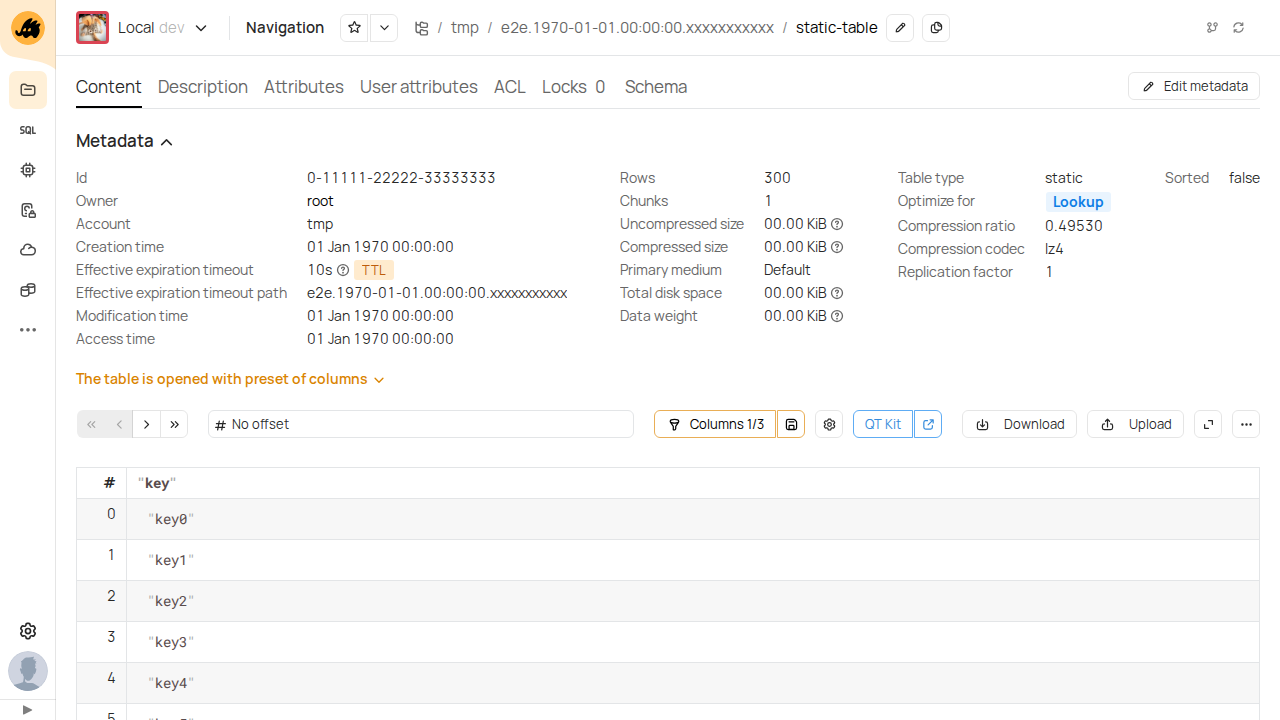 Local dev
Navigation
/ tmp / e2e.1970-01-01.00:00:00.xxxxxxxxxxx / static-table
SQL
Content Description Attributes User attributes ACL Locks 0 Schema
Edit metadata
Metadata
Id 0-11111-22222-33333333
Owner root
Account tmp
Creation time 01 Jan 1970 00:00:00
Effective expiration timeout 10s TTL
Effective expiration timeout path e2e.1970-01-01.00:00:00.xxxxxxxxxxx
Modification time 01 Jan 1970 00:00:00
Access time 01 Jan 1970 00:00:00
Rows 300
Chunks 1
Uncompressed size 00.00 KiB
Compressed size 00.00 KiB
Primary medium Default
Total disk space 00.00 KiB
Data weight 00.00 KiB
Table type static
Optimize for Lookup
Compression ratio 0.49530
Compression codec lz4
Replication factor 1
Sorted false
The table is opened with preset of columns
# No offset
Columns 1/3
QT Kit
Download
Upload
# "key"
0 "key0"
1 "key1"
2 "key2"
3 "key3"
4 "key4"
5